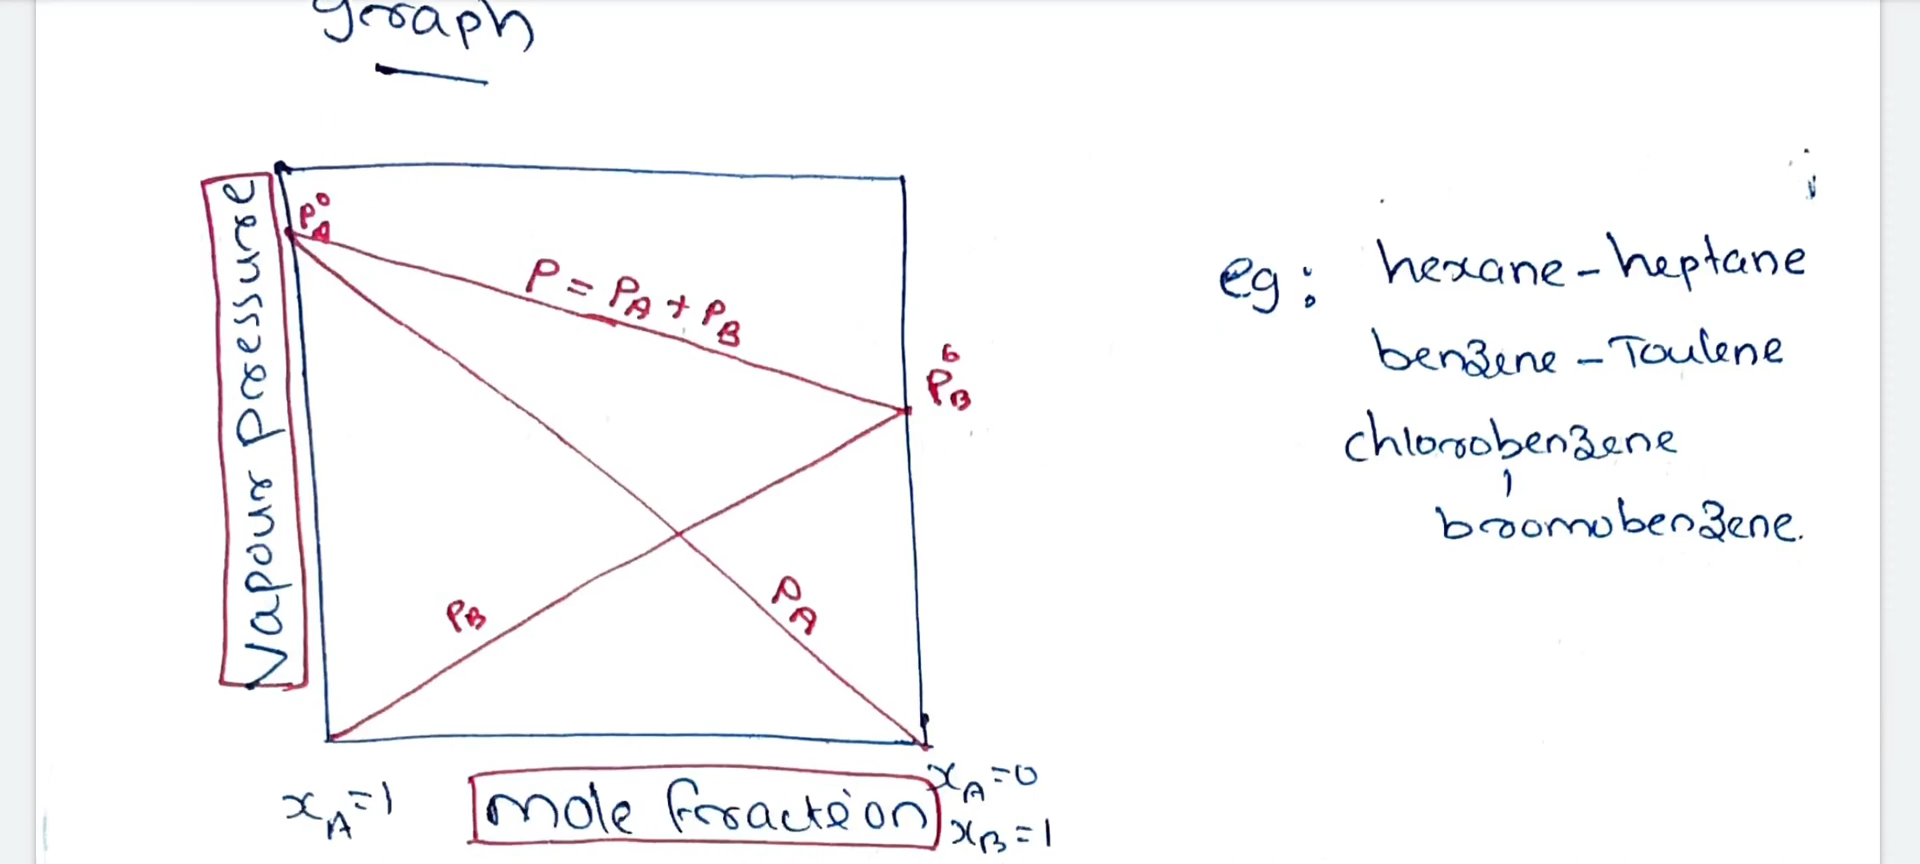 graph
Vapour pressure
P°A
P = PA + PB
P°B
PB
PA
xA=1
mole fraction
xA=0
xB=1
eg: hexane - heptane
benzene - Toulene
chlorobenzene,
bromobenzene.